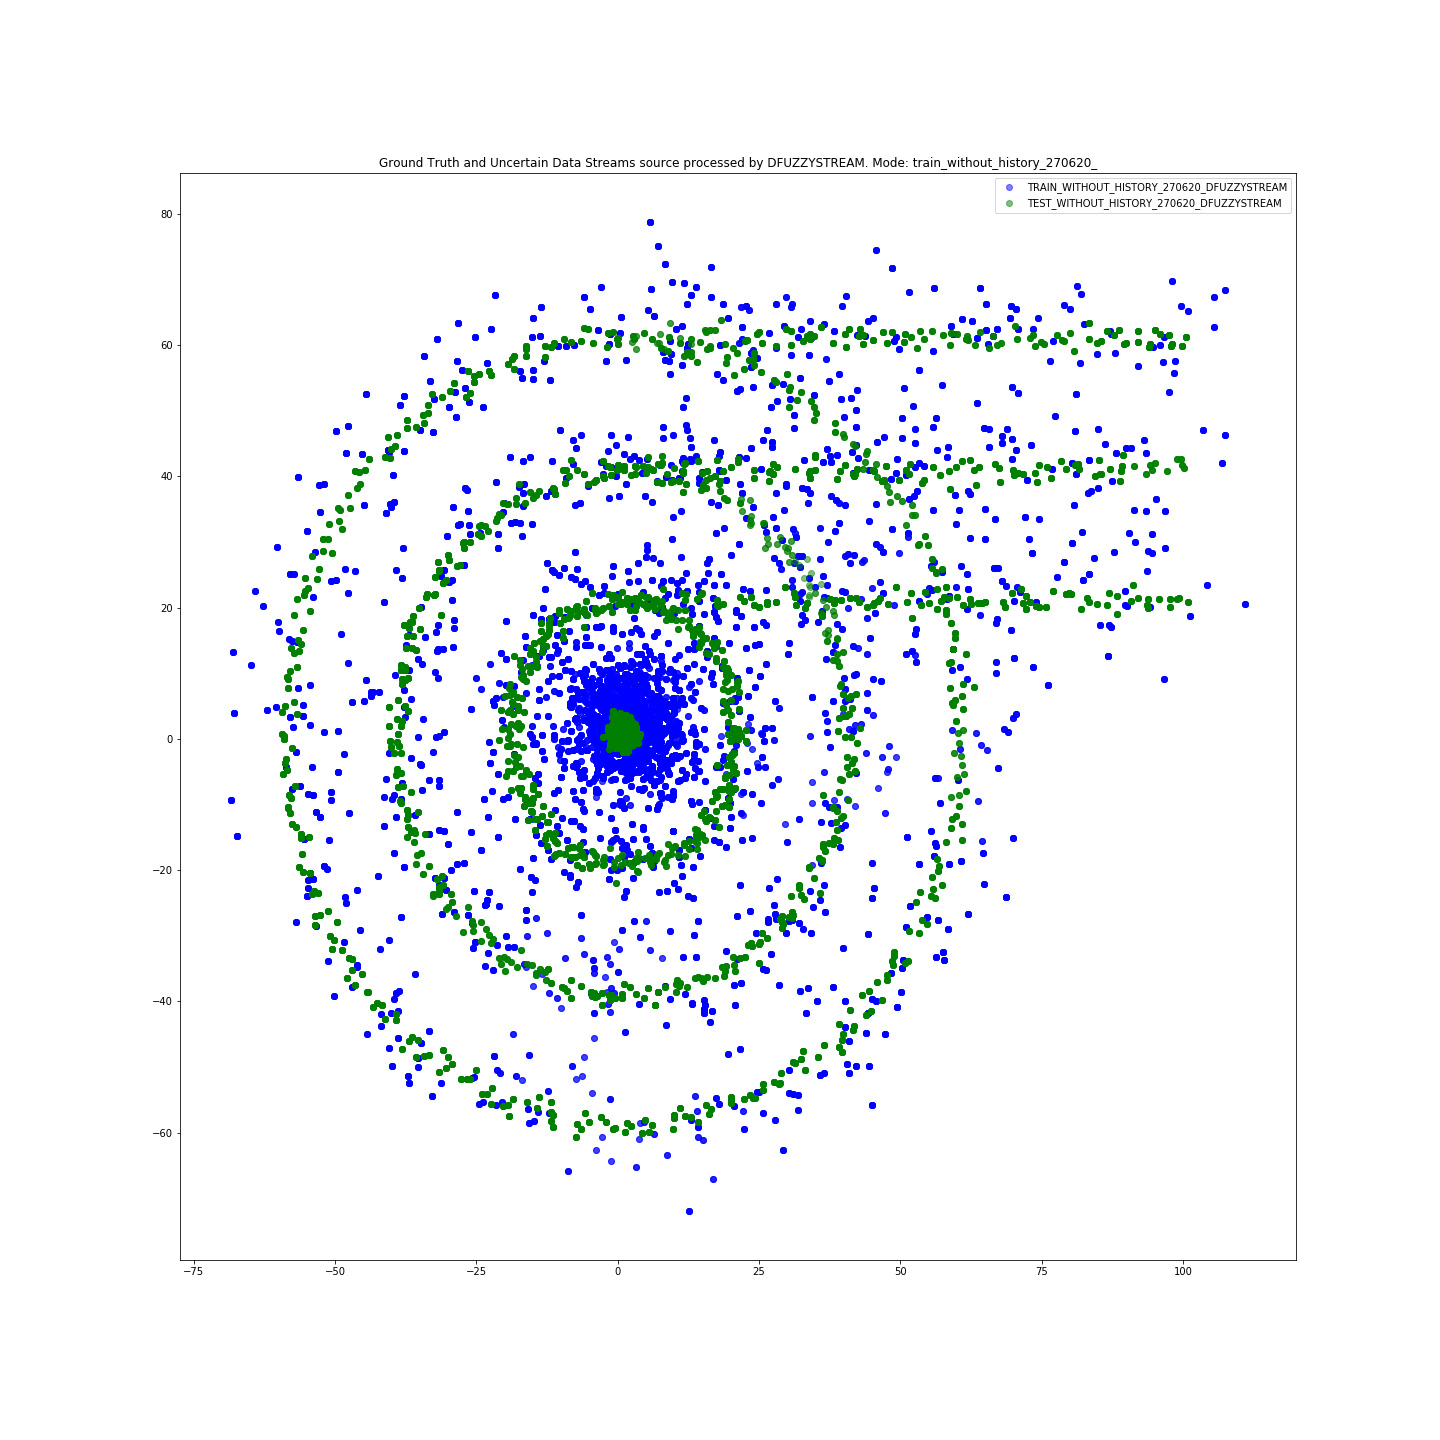 Ground Truth and Uncertain Data Streams source processed by DFUZZYSTREAM. Mode: train_without_history_270620_
TRAIN_WITHOUT_HISTORY_270620_DFUZZYSTREAM
TEST_WITHOUT_HISTORY_270620_DFUZZYSTREAM
80
60
40
20
0
−20
−40
−60
−75 −50 −25 0 25 50 75 100